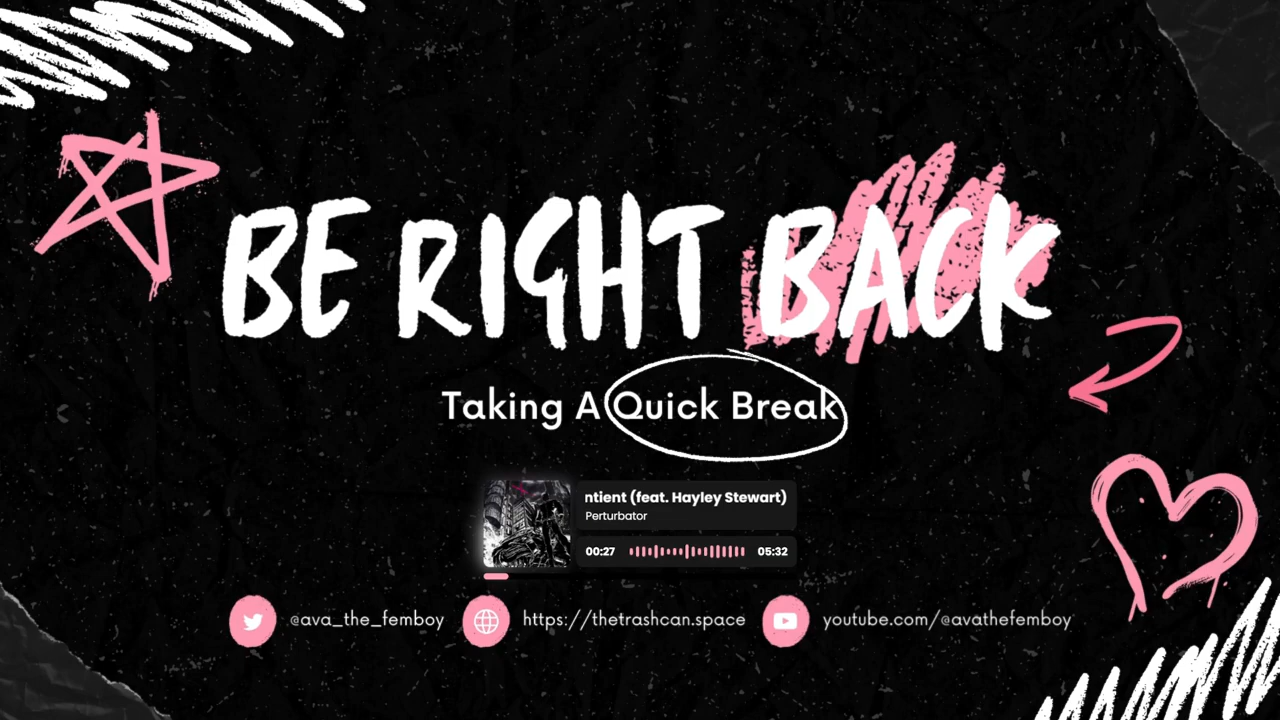 BE RIGHT BACK
Taking A Quick Break
ntient (feat. Hayley Stewart)
Perturbator
00:27 05:32
@ava_the_femboy https://thetrashcan.space youtube.com/@avathefemboy